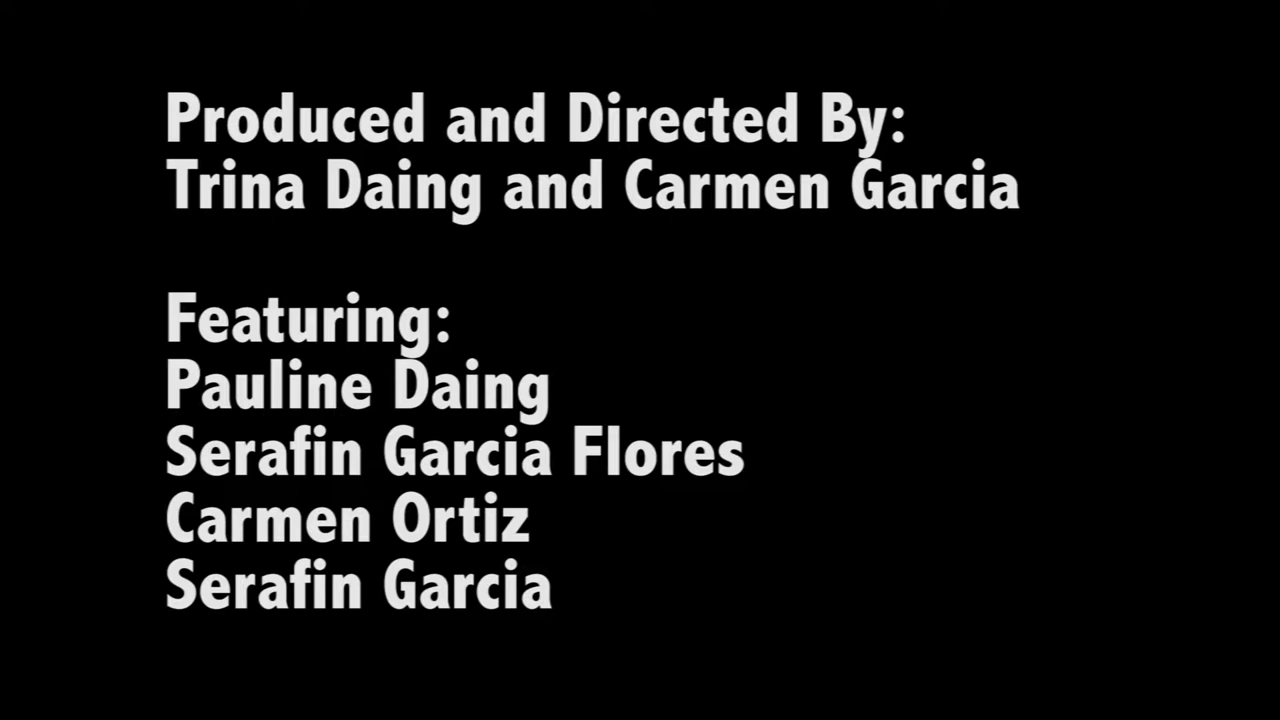 Produced and Directed By:
Trina Daing and Carmen Garcia
Featuring:
Pauline Daing
Serafin Garcia Flores
Carmen Ortiz
Serafin Garcia